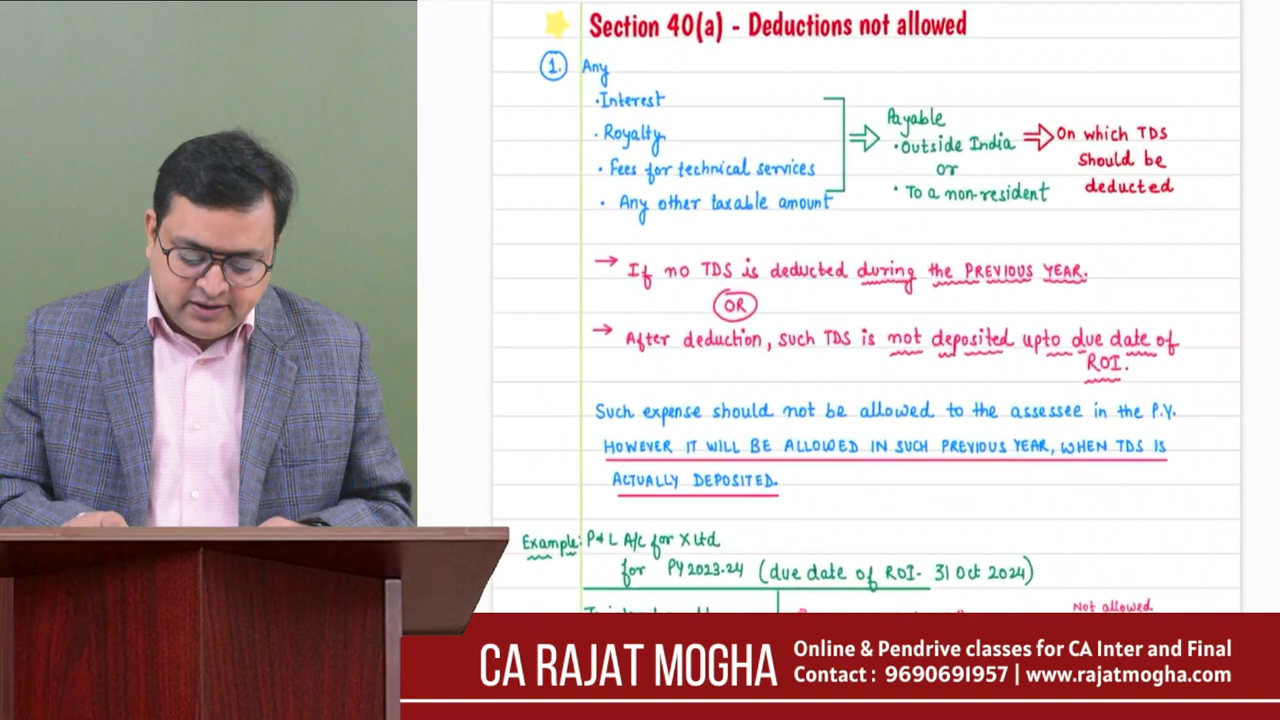 Section 40(a) - Deductions not allowed
1. Any
• Interest
• Royalty
• Fees for technical services
• Any other taxable amount
Payable
• Outside India
or
• To a non-resident
On which TDS
should be
deducted
→ If no TDS is deducted during the PREVIOUS YEAR.
OR
→ After deduction, such TDS is not deposited upto due date of
ROI.
Such expense should not be allowed to the assessee in the P.Y.
HOWEVER IT WILL BE ALLOWED IN SUCH PREVIOUS YEAR, WHEN TDS IS
ACTUALLY DEPOSITED.
Example: P & L A/c for X Ltd
for PY 2023-24 (due date of ROI- 31 Oct 2024)
Not allowed
CA RAJAT MOGHA
Online & Pendrive classes for CA Inter and Final
Contact : 9690691957 | www.rajatmogha.com